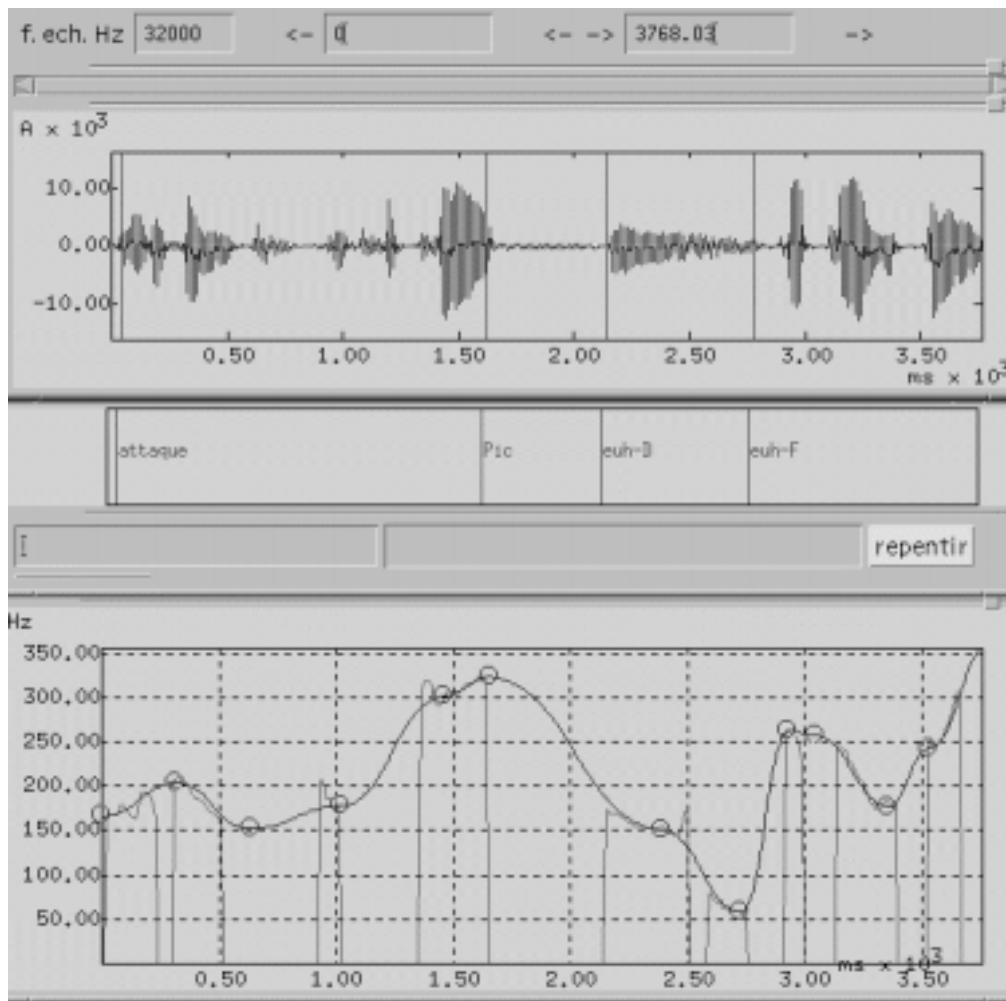 f. ech. Hz 32000 <- 0 <- -> 3768.03 ->
A x 10³
10.00
0.00
-10.00
0.50 1.00 1.50 2.00 2.50 3.00 3.50
ms x 10³
attaque Pic euh-D euh-F
repentir
Hz
350.00
300.00
250.00
200.00
150.00
100.00
50.00
ms x 10³
0.50 1.00 1.50 2.00 2.50 3.00 3.50